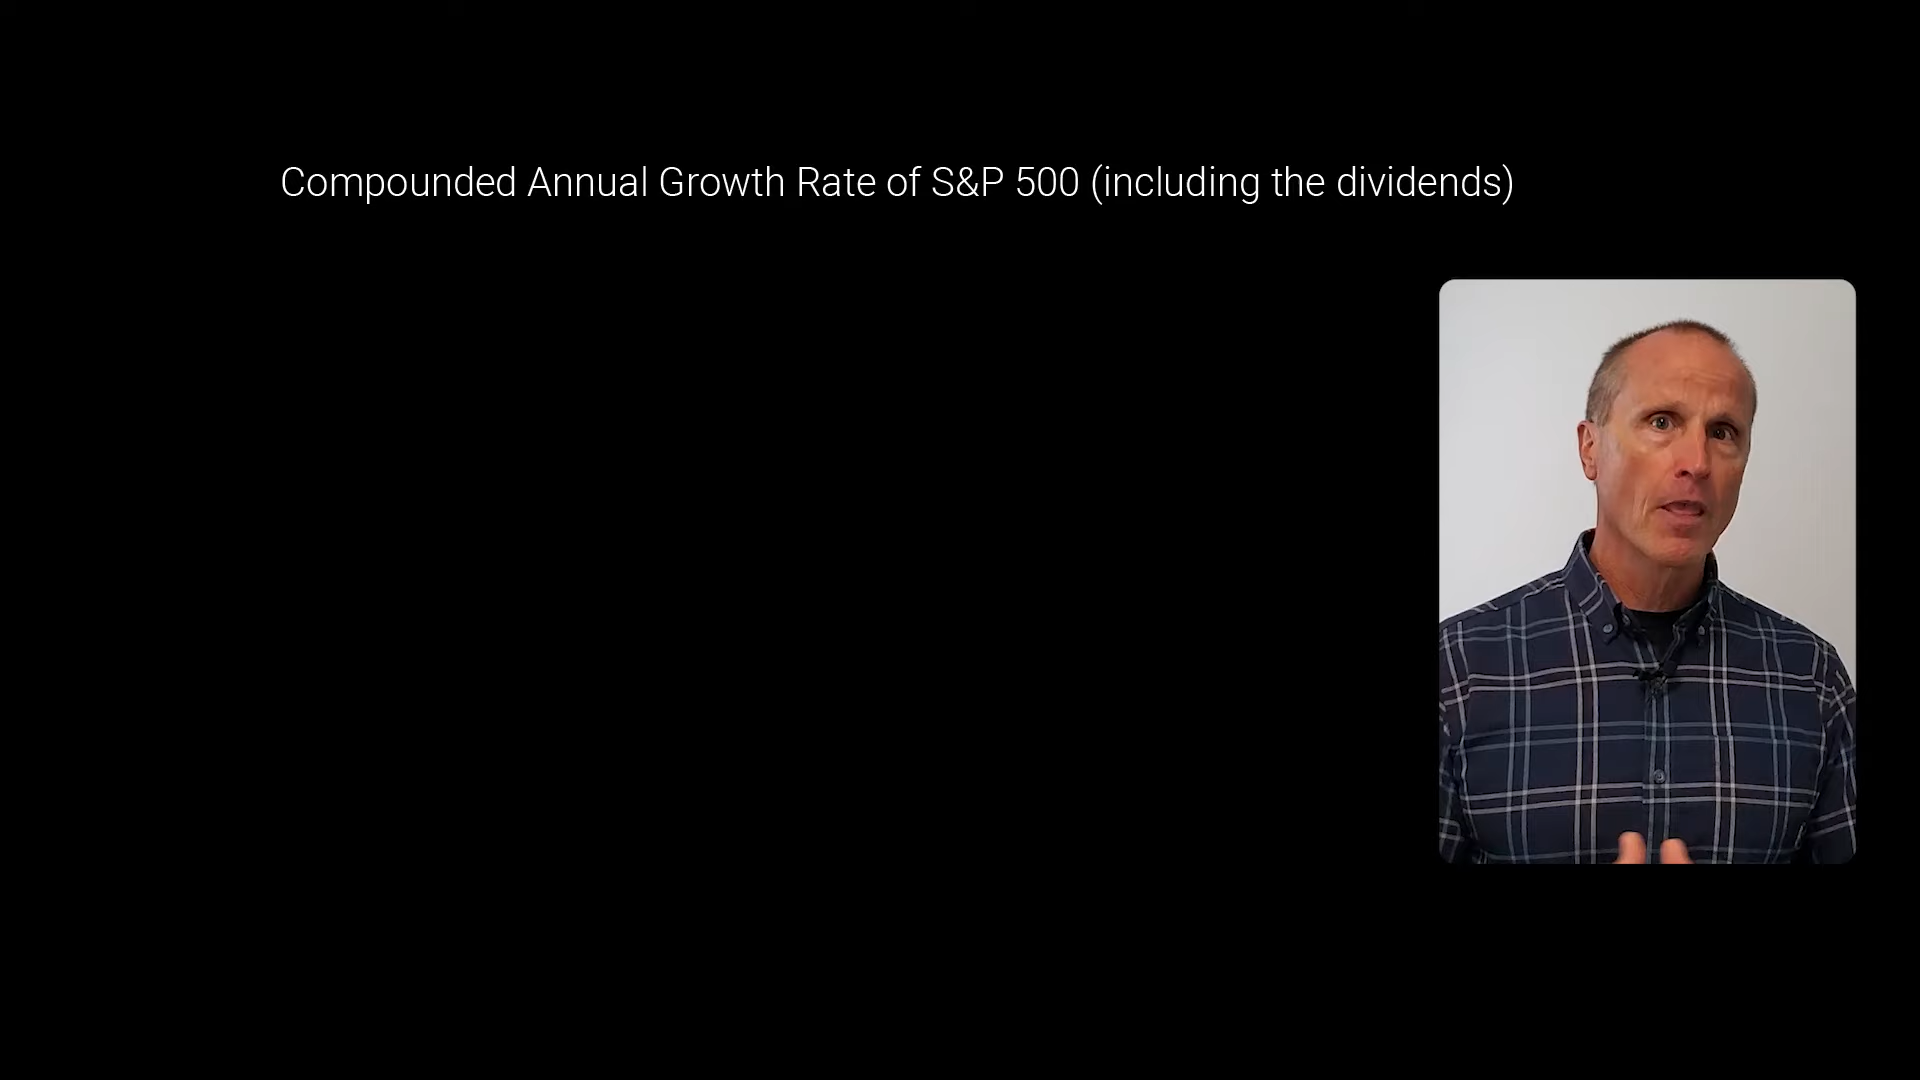 Compounded Annual Growth Rate of S&P 500 (including the dividends)